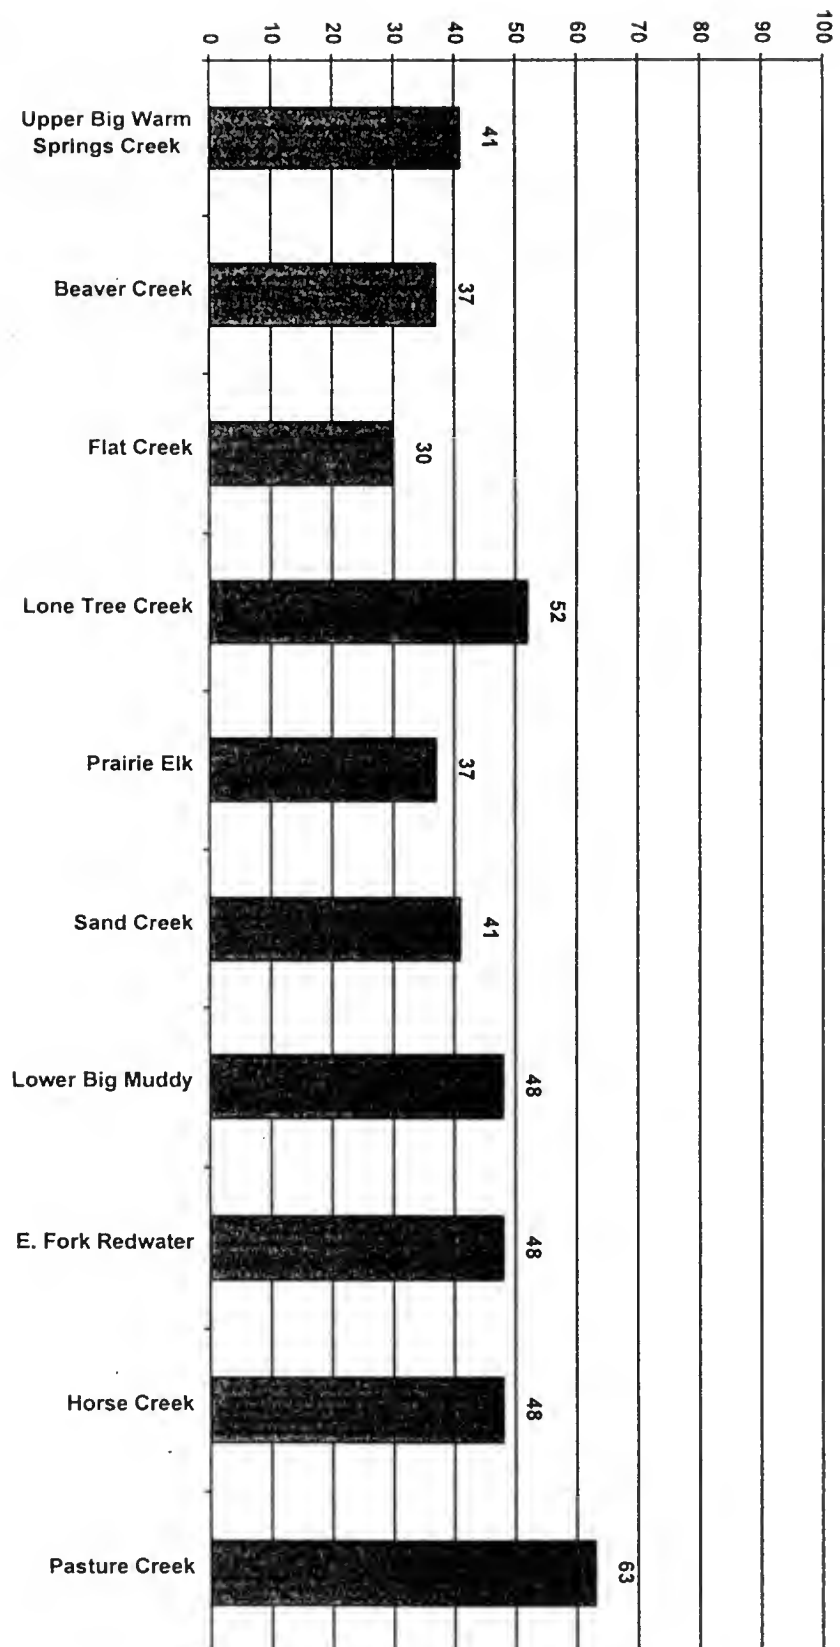 100
90
80
70
60
50
40
30
20
10
0
Upper Big Warm
Springs Creek
41
Beaver Creek
37
Flat Creek
30
Lone Tree Creek
52
Prairie Elk
37
Sand Creek
41
Lower Big Muddy
48
E. Fork Redwater
48
Horse Creek
48
Pasture Creek
63